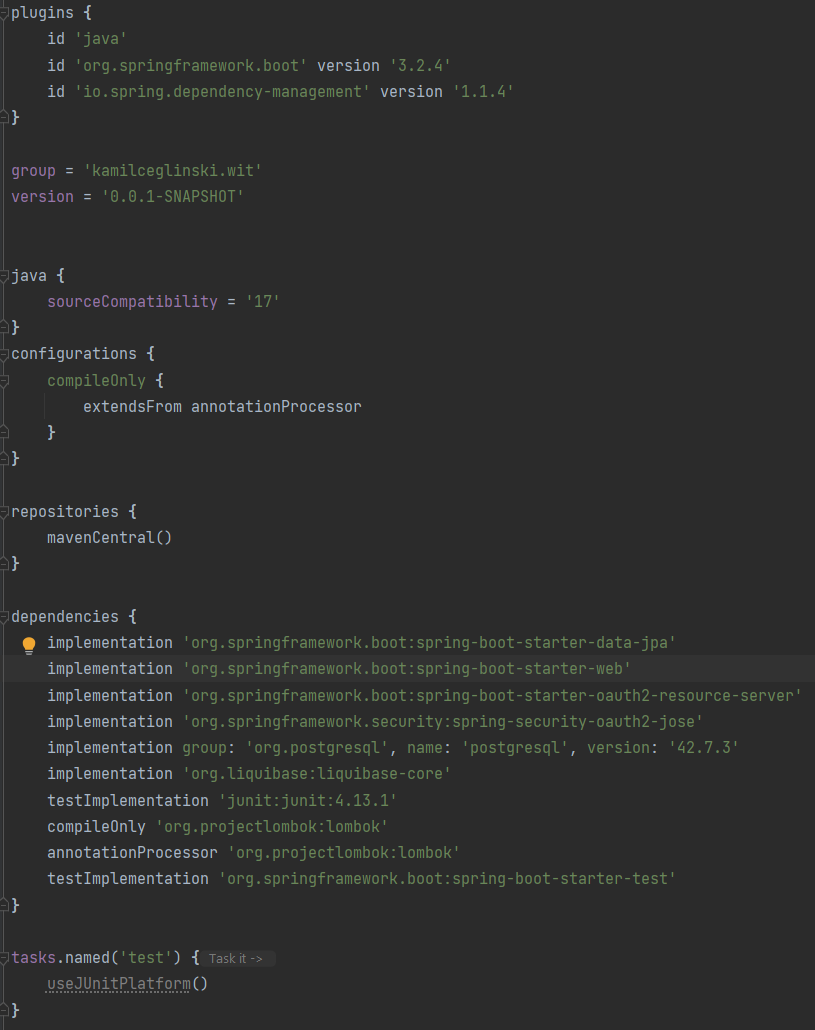 plugins {
    id 'java'
    id 'org.springframework.boot' version '3.2.4'
    id 'io.spring.dependency-management' version '1.1.4'
}
group = 'kamilceglinski.wit'
version = '0.0.1-SNAPSHOT'
java {
    sourceCompatibility = '17'
}
configurations {
    compileOnly {
        extendsFrom annotationProcessor
    }
}
repositories {
    mavenCentral()
}
dependencies {
    implementation 'org.springframework.boot:spring-boot-starter-data-jpa'
    implementation 'org.springframework.boot:spring-boot-starter-web'
    implementation 'org.springframework.boot:spring-boot-starter-oauth2-resource-server'
    implementation 'org.springframework.security:spring-security-oauth2-jose'
    implementation group: 'org.postgresql', name: 'postgresql', version: '42.7.3'
    implementation 'org.liquibase:liquibase-core'
    testImplementation 'junit:junit:4.13.1'
    compileOnly 'org.projectlombok:lombok'
    annotationProcessor 'org.projectlombok:lombok'
    testImplementation 'org.springframework.boot:spring-boot-starter-test'
}
tasks.named('test') { Task it ->
    useJUnitPlatform()
}